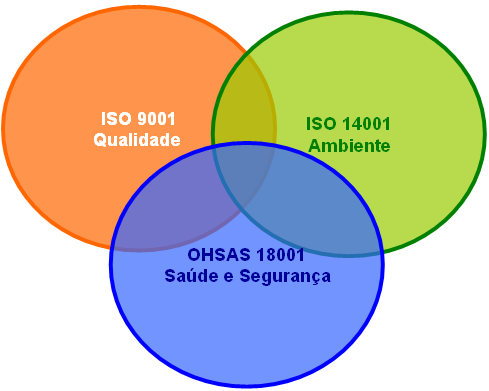 ISO 9001
Qualidade
ISO 14001
Ambiente
OHSAS 18001
Saúde e Segurança